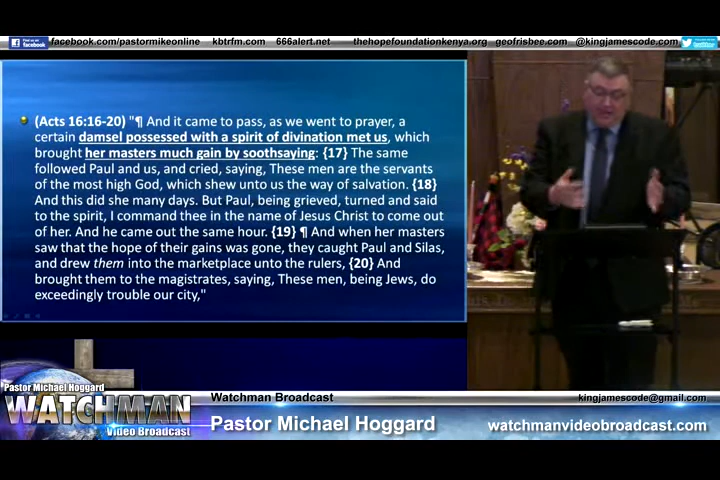 facebook.com/pastormikeonline kbtrfm.com 666alert.net thehopefoundationkenya.org geofrisbee.com @kingjamescode.com
(Acts 16:16-20) "¶ And it came to pass, as we went to prayer, a
certain damsel possessed with a spirit of divination met us, which
brought her masters much gain by soothsaying: {17} The same
followed Paul and us, and cried, saying, These men are the servants
of the most high God, which shew unto us the way of salvation. {18}
And this did she many days. But Paul, being grieved, turned and said
to the spirit, I command thee in the name of Jesus Christ to come out
of her. And he came out the same hour. {19} ¶ And when her masters
saw that the hope of their gains was gone, they caught Paul and Silas,
and drew them into the marketplace unto the rulers, {20} And
brought them to the magistrates, saying, These men, being Jews, do
exceedingly trouble our city,"
Pastor Michael Hoggard
WATCHMAN
Video Broadcast
Watchman Broadcast
kingjamescode@gmail.com
Pastor Michael Hoggard
watchmanvideobroadcast.com